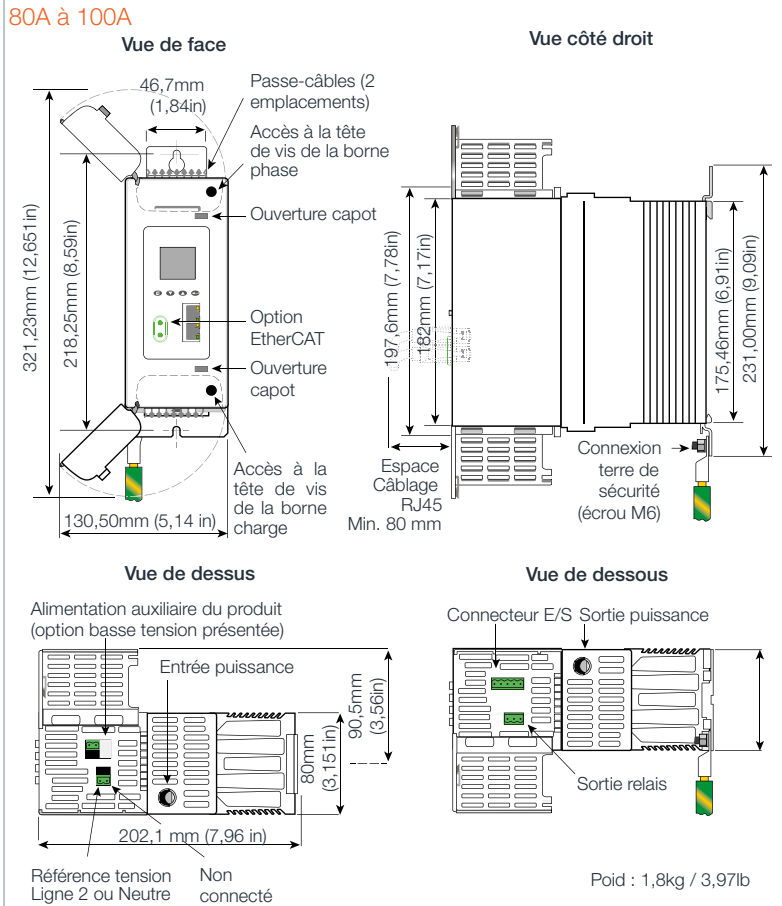 80A à 100A
Vue de face
Vue côté droit
46,7mm
(1,84in)
Passe-câbles (2
emplacements)
Accès à la tête
de vis de la borne
phase
Ouverture capot
321,23mm (12,651in)
218,25mm (8,59in)
Option
EtherCAT
Ouverture
capot
Accès à la
tête de vis
de la borne
charge
130,50mm (5,14 in)
197,6mm (7,78in)
182mm (7,17in)
175,46mm (6,91in)
231,00mm (9,09in)
Espace
Câblage
RJ45
Min. 80 mm
Connexion
terre de
sécurité
(écrou M6)
Vue de dessus
Vue de dessous
Alimentation auxiliaire du produit
(option basse tension présentée)
Entrée puissance
90,5mm
(3,56in)
80mm
(3,151in)
202,1 mm (7,96 in)
Référence tension
Ligne 2 ou Neutre
Non
connecté
Connecteur E/S
Sortie puissance
Sortie relais
Poid : 1,8kg / 3,97lb